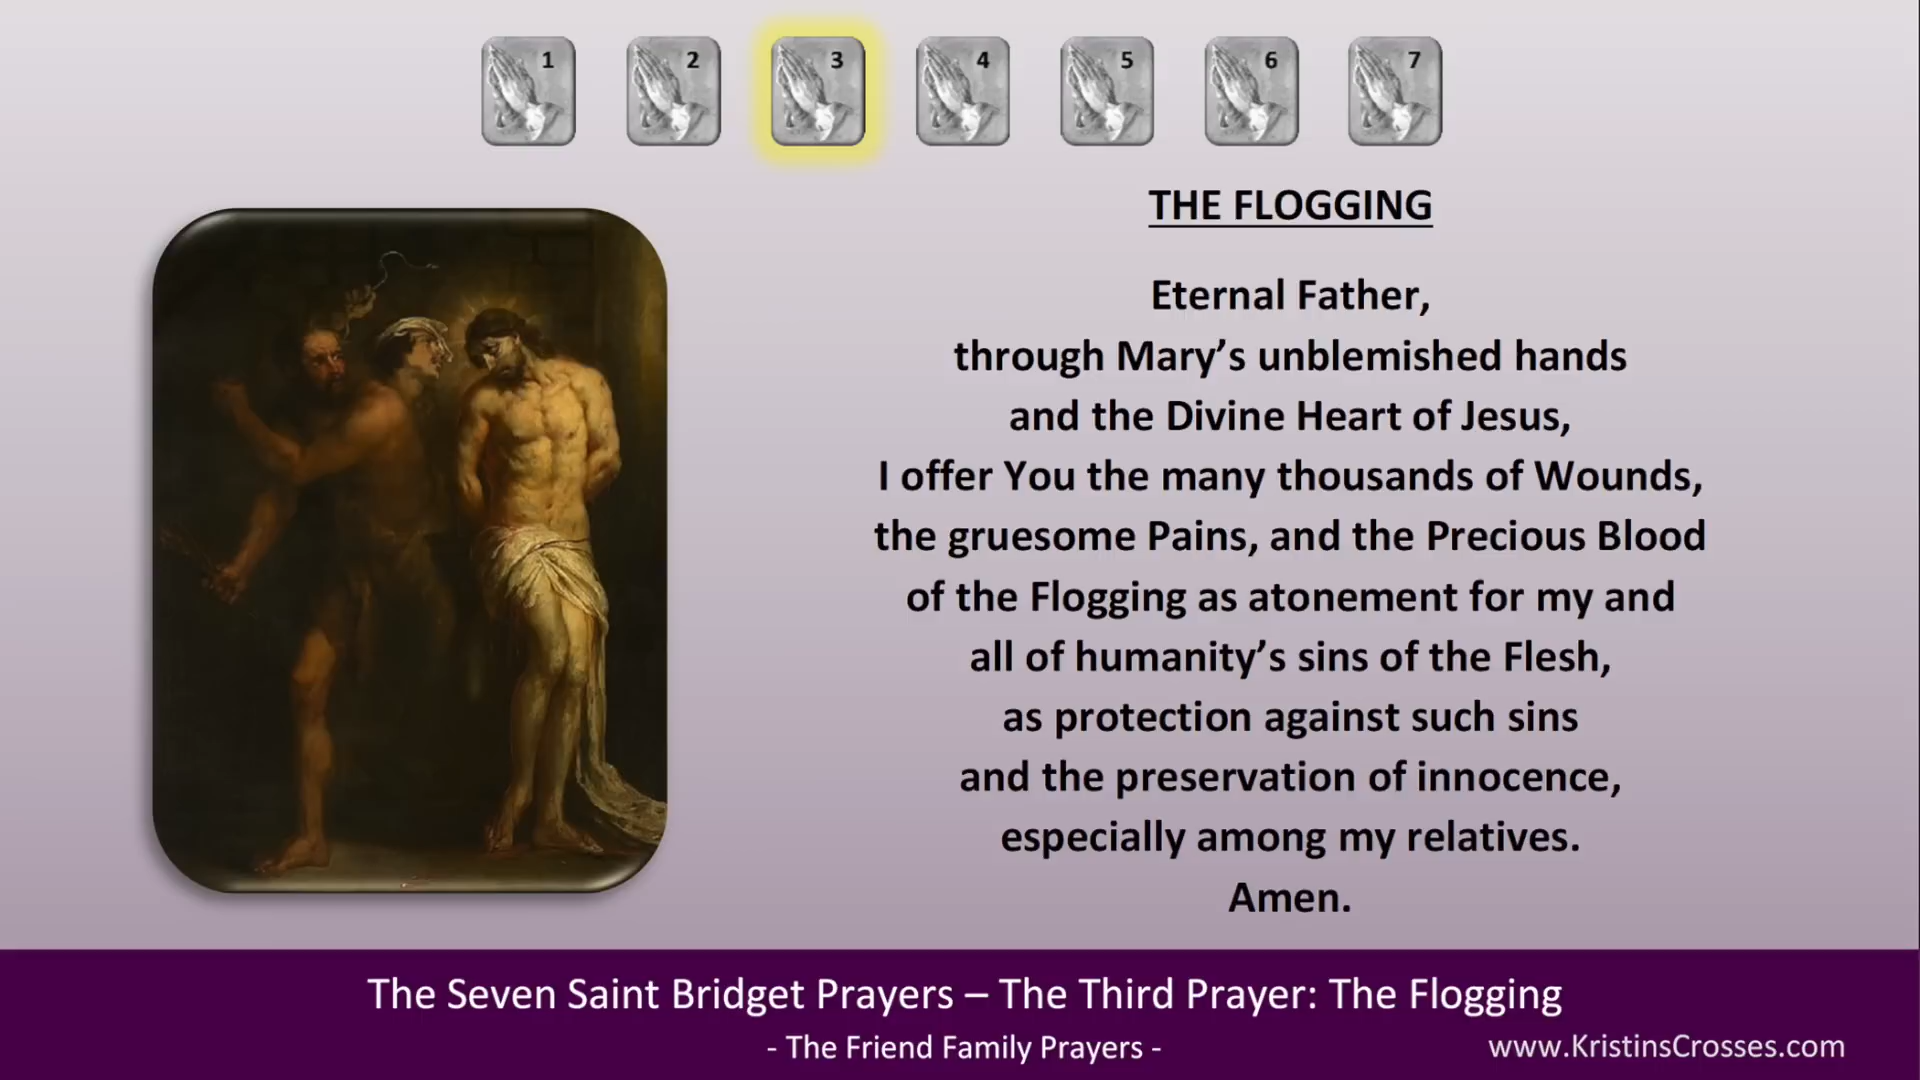 1 2 3 4 5 6 7
THE FLOGGING
Eternal Father,
through Mary’s unblemished hands
and the Divine Heart of Jesus,
I offer You the many thousands of Wounds,
the gruesome Pains, and the Precious Blood
of the Flogging as atonement for my and
all of humanity’s sins of the Flesh,
as protection against such sins
and the preservation of innocence,
especially among my relatives.
Amen.
The Seven Saint Bridget Prayers – The Third Prayer: The Flogging
- The Friend Family Prayers -
www.KristinsCrosses.com